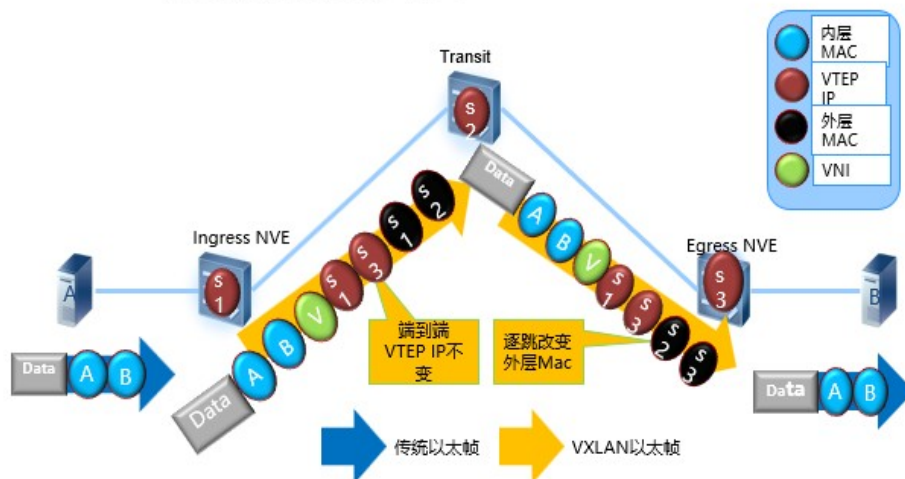 Transit
内层
MAC
VTEP
IP
外层
MAC
VNI
s
2
Data
A
B
V
s
1
s
3
s
2
s
3
Ingress NVE
s
1
A
Data
A
B
Data
A
B
V
s
1
s
3
s
1
s
2
端到端
VTEP IP不
变
逐跳改变
外层Mac
Egress NVE
s
3
B
Data
A
B
传统以太帧
VXLAN以太帧